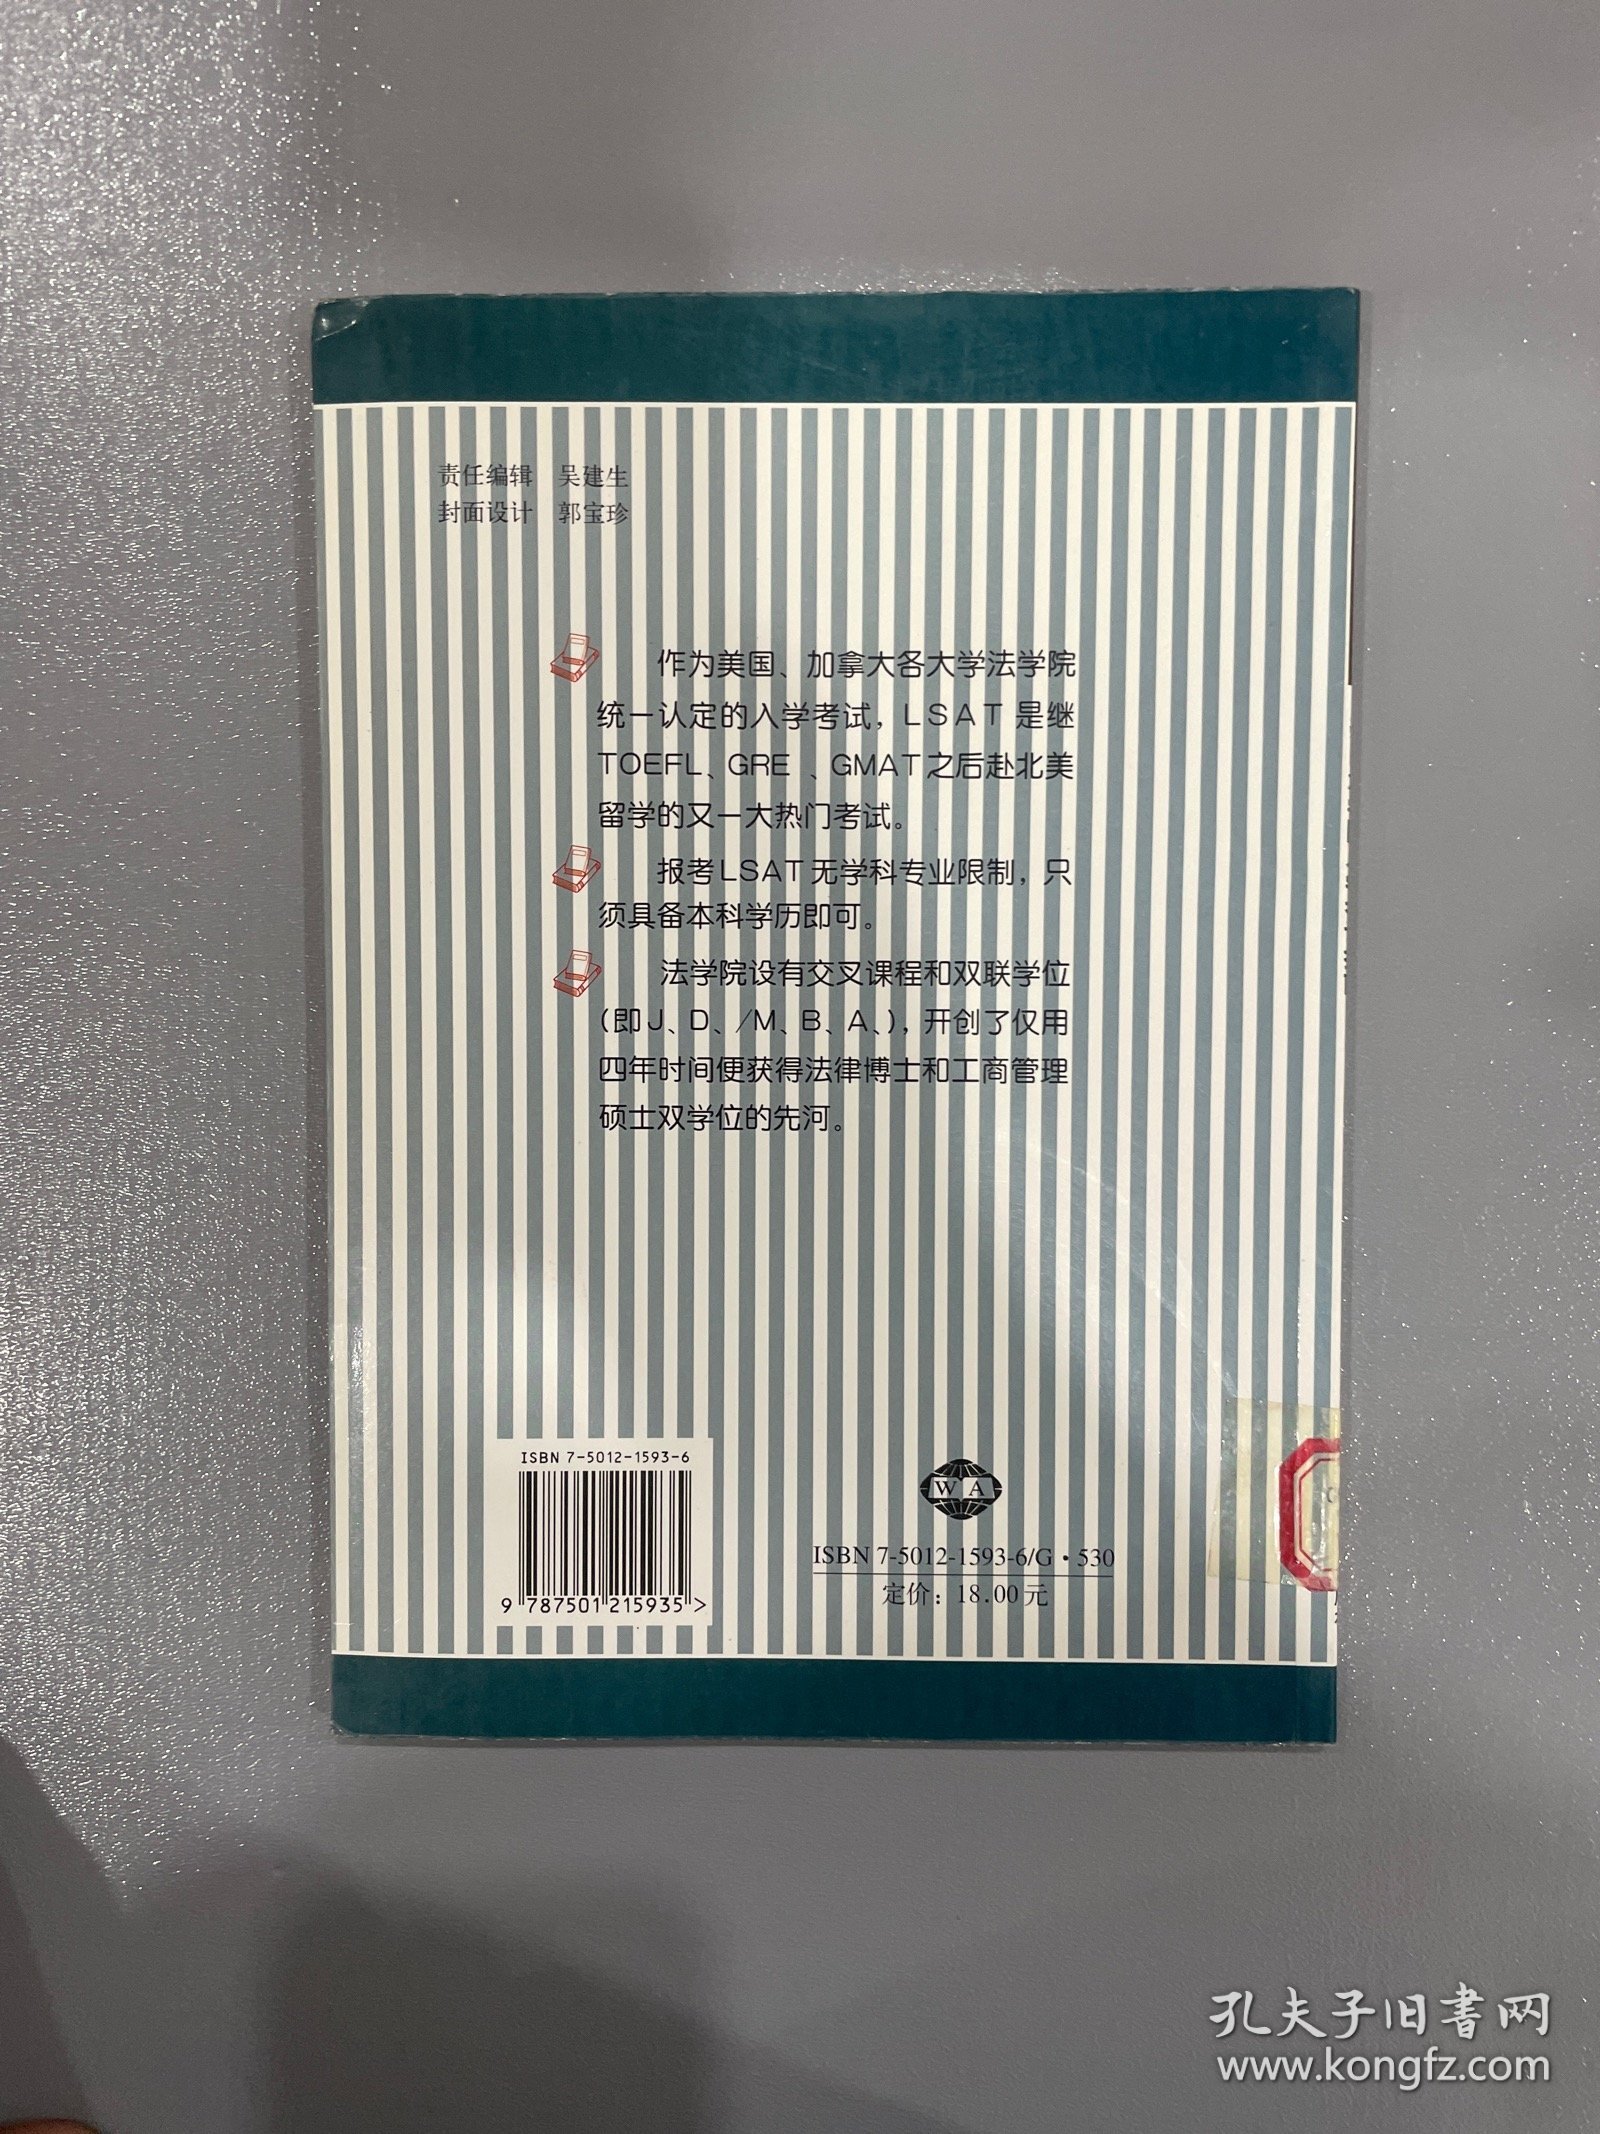 责任编辑 吴建生
封面设计 郭宝珍
作为美国、加拿大各大学法学院
统一认定的入学考试，LSAT 是继
TOEFL、GRE 、GMAT之后赴北美
留学的又一大热门考试。
报考LSAT无学科专业限制，只
须具备本科学历即可。
法学院设有交叉课程和双联学位
(即J、D、/M、B、A、)，开创了仅用
四年时间便获得法律博士和工商管理
硕士双学位的先河。
ISBN 7-5012-1593-6
9 787501 215935 >
W A
ISBN 7-5012-1593-6/G·530
定价：18.00元
孔夫子旧书网
www.kongfz.com